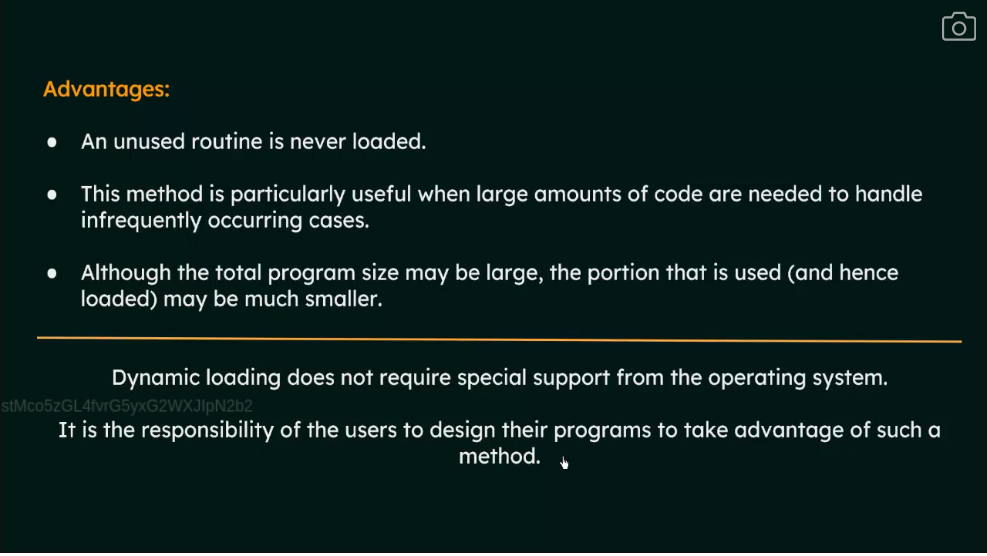 Advantages:
● An unused routine is never loaded.
● This method is particularly useful when large amounts of code are needed to handle
infrequently occurring cases.
● Although the total program size may be large, the portion that is used (and hence
loaded) may be much smaller.
Dynamic loading does not require special support from the operating system.
stMco5zGL4fvrG5yxG2WXJIpN2b2
It is the responsibility of the users to design their programs to take advantage of such a
method.